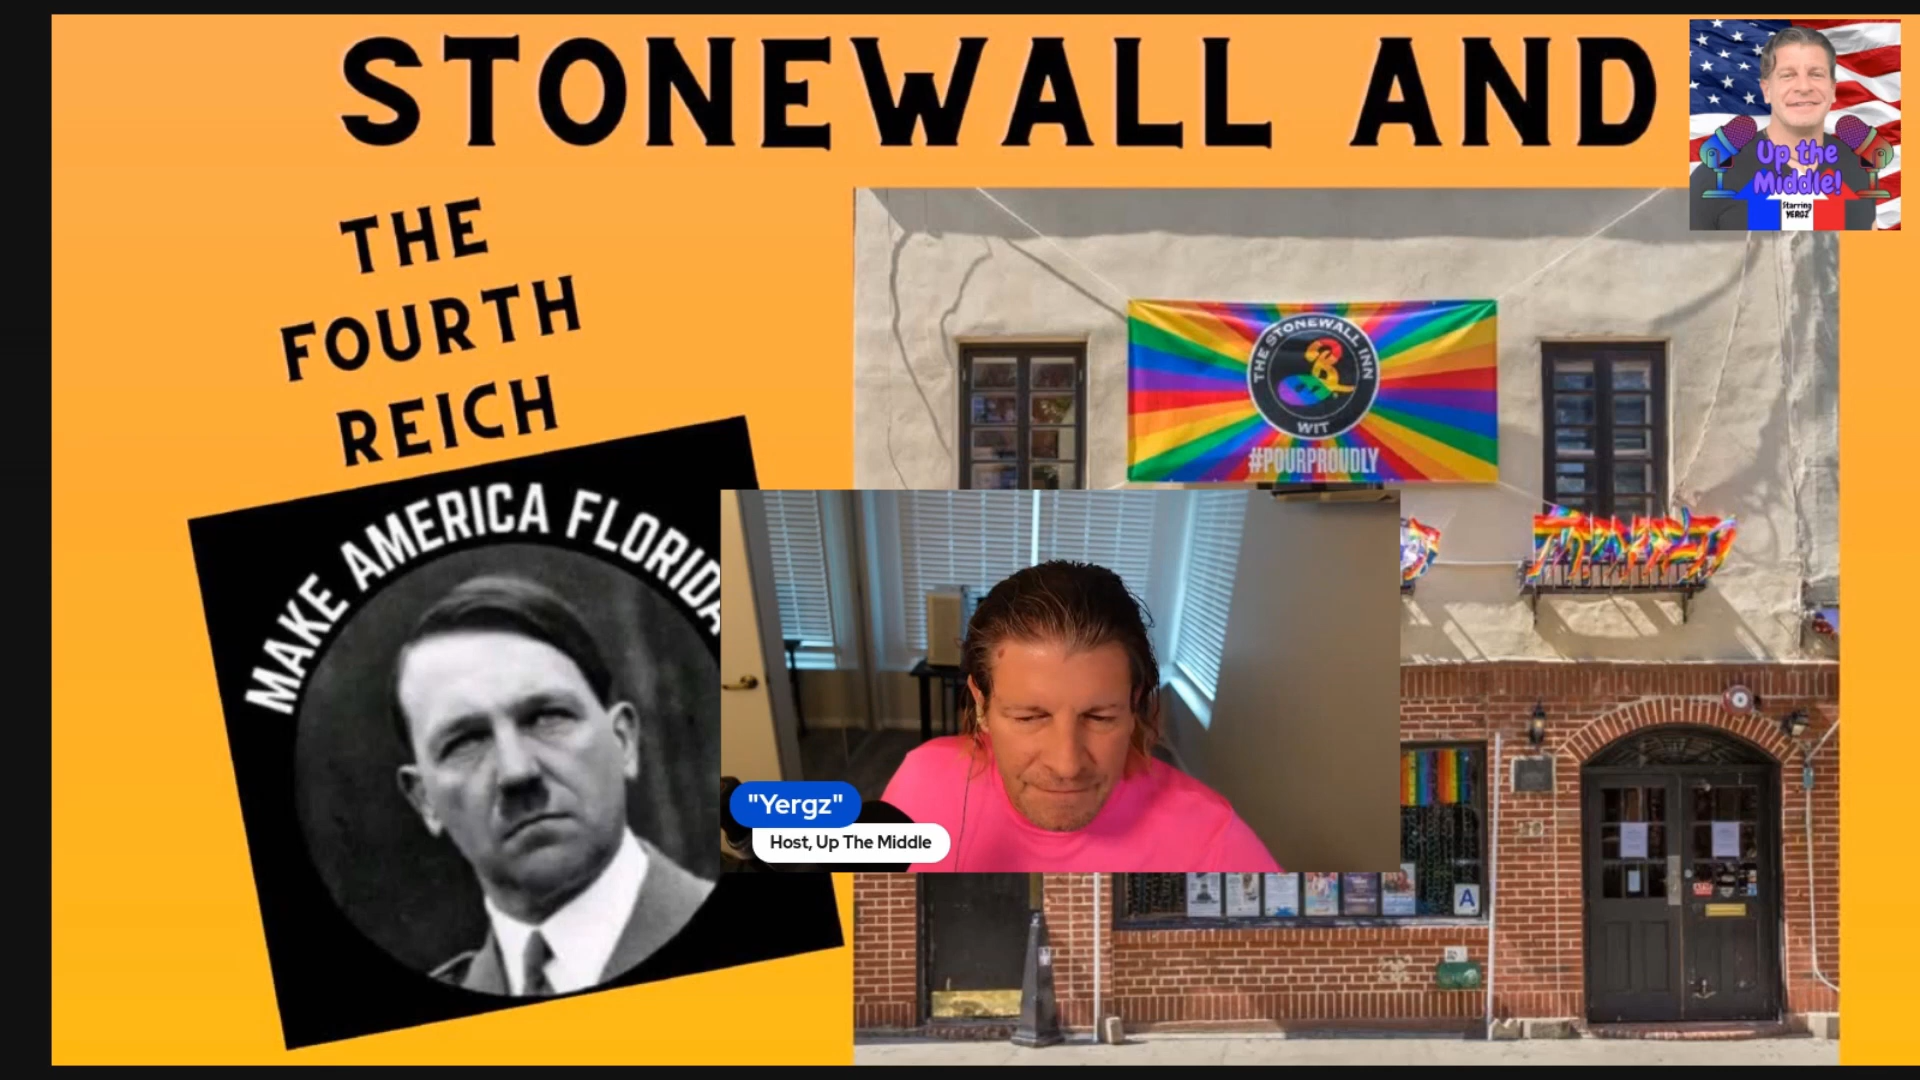 STONEWALL AND
Up the
Middle!
Starring
YERGZ
THE
FOURTH
REICH
THE STONEWALL INN
WIT
#POURPROUDLY
MAKE AMERICA FLORIDA
"Yergz"
Host, Up The Middle
A